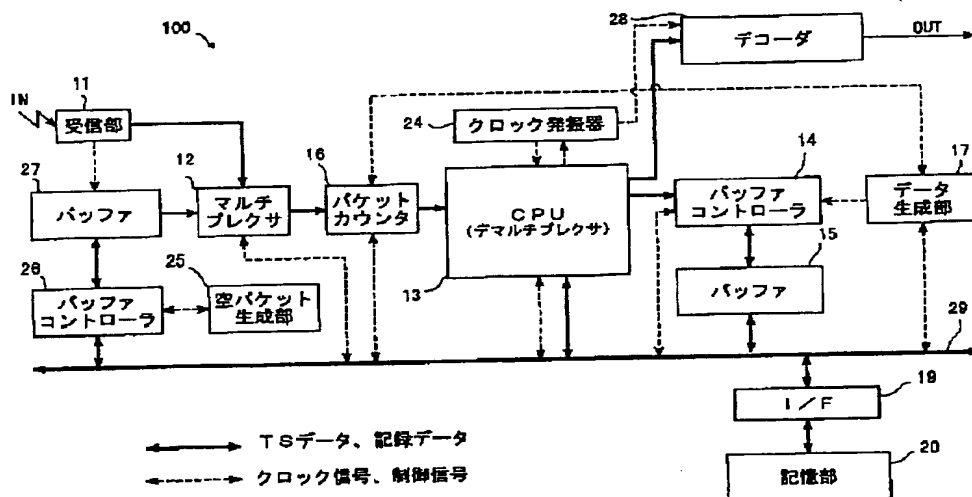 100
28
デコーダ
OUT
IN
11
受信部
24
クロック発振器
27
バッファ
12
マルチ
プレクサ
16
パケット
カウンタ
CPU
(デマルチプレクサ)
13
14
バッファ
コントローラ
17
データ
生成部
15
バッファ
26
バッファ
コントローラ
25
空パケット
生成部
29
19
I/F
20
記憶部
TSデータ、記録データ
クロック信号、制御信号